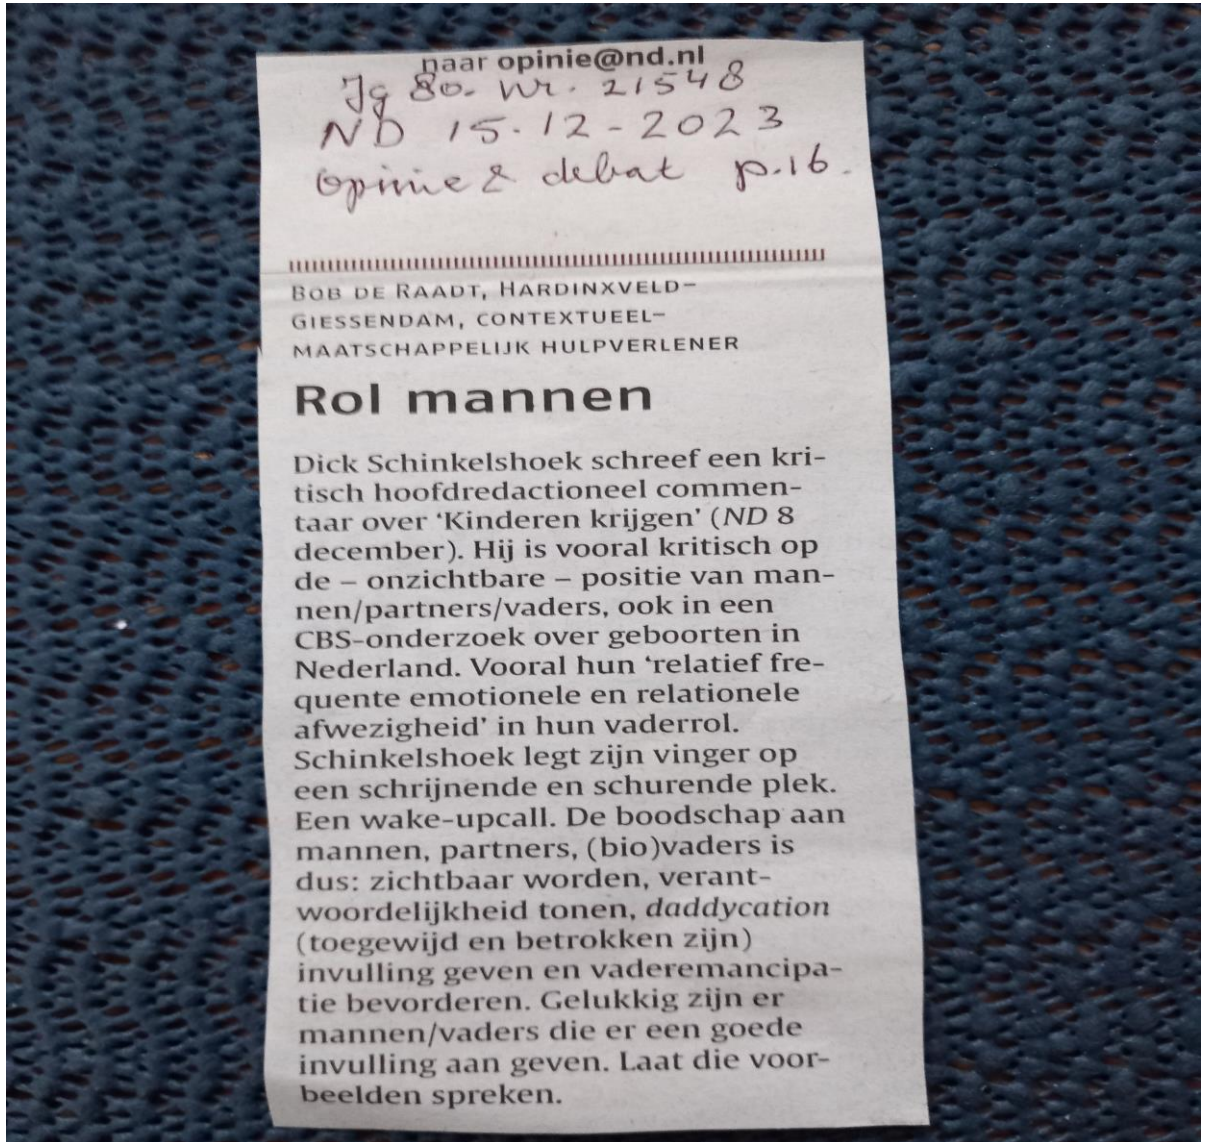 naar opinie@nd.nl
Jg 80. Nr. 21548
ND 15-12-2023
Opinie & debat p.16.
BOB DE RAADT, HARDINXVELD-
GIESSENDAM, CONTEXTUEEL-
MAATSCHAPPELIJK HULPVERLENER
Rol mannen
Dick Schinkelshoek schreef een kri-
tisch hoofdredactioneel commen-
taar over ‘Kinderen krijgen’ (ND 8
december). Hij is vooral kritisch op
de – onzichtbare – positie van man-
nen/partners/vaders, ook in een
CBS-onderzoek over geboorten in
Nederland. Vooral hun ‘relatief fre-
quente emotionele en relationele
afwezigheid’ in hun vaderrol.
Schinkelshoek legt zijn vinger op
een schrijnende en schurende plek.
Een wake-upcall. De boodschap aan
mannen, partners, (bio)vaders is
dus: zichtbaar worden, verant-
woordelijkheid tonen, daddycation
(toegewijd en betrokken zijn)
invulling geven en vaderemancipa-
tie bevorderen. Gelukkig zijn er
mannen/vaders die er een goede
invulling aan geven. Laat die voor-
beelden spreken.